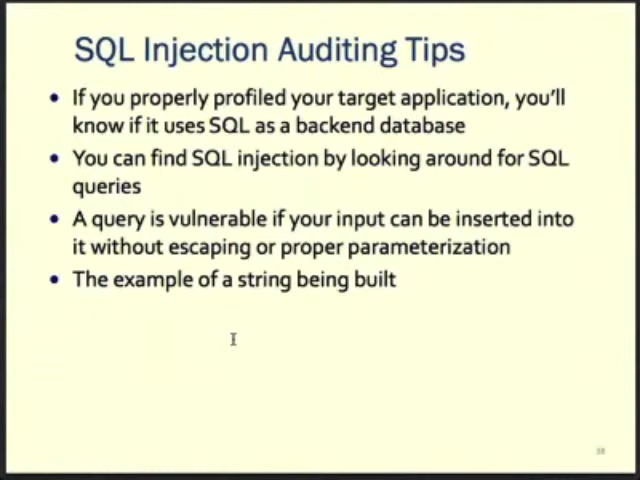 SQL Injection Auditing Tips
• If you properly profiled your target application, you'll
know if it uses SQL as a backend database
• You can find SQL injection by looking around for SQL
queries
• A query is vulnerable if your input can be inserted into
it without escaping or proper parameterization
• The example of a string being built